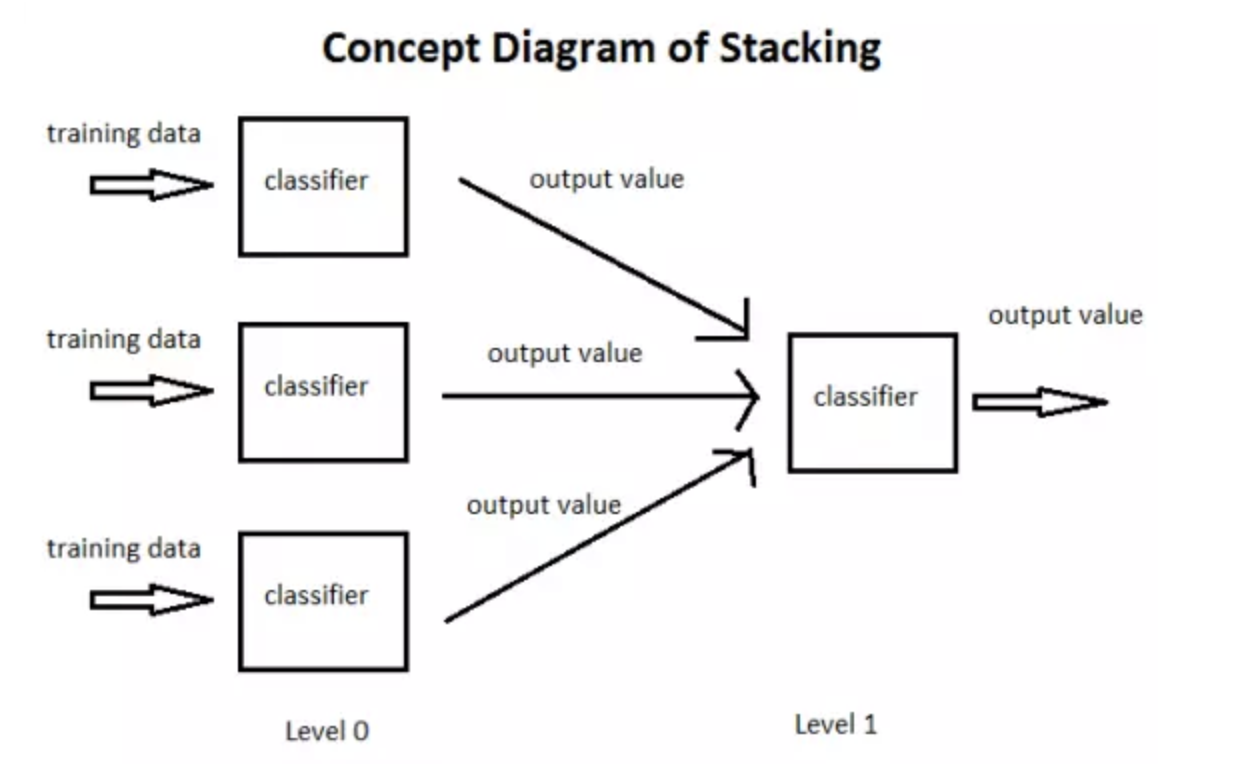 Concept Diagram of Stacking
training data
classifier
output value
training data
classifier
output value
output value
classifier
output value
training data
classifier
Level 0
Level 1